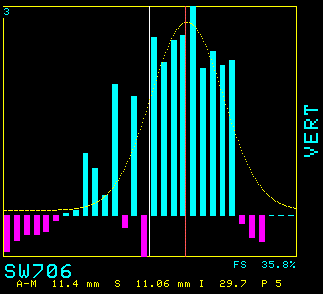 3
VERT
FS 35.8%
SW706
A-M 11.4 mm S 11.06 mm I 29.7 P 5